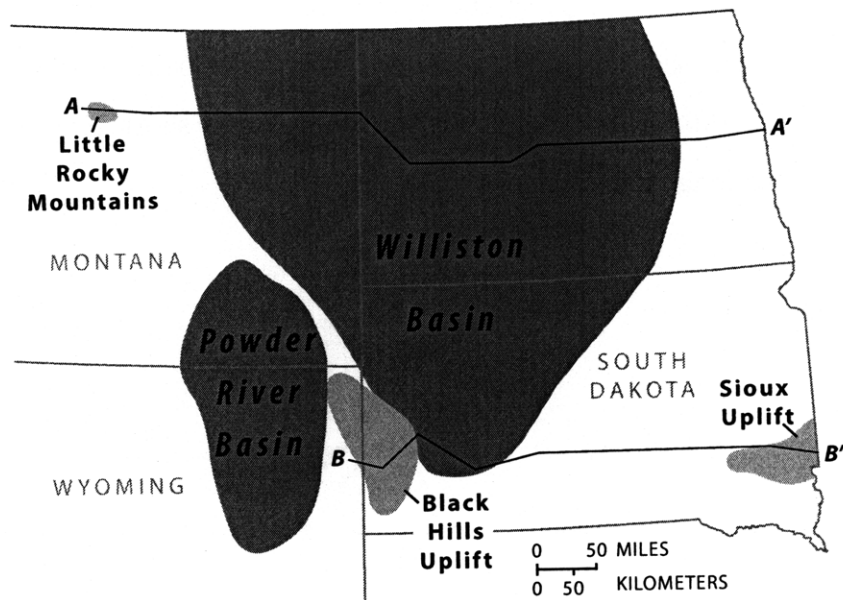 A
A'
Little
Rocky
Mountains
Williston
Basin
MONTANA
Powder
River
Basin
SOUTH
DAKOTA
Sioux
Uplift
B
B'
WYOMING
Black
Hills
Uplift
0 50 MILES
0 50 KILOMETERS